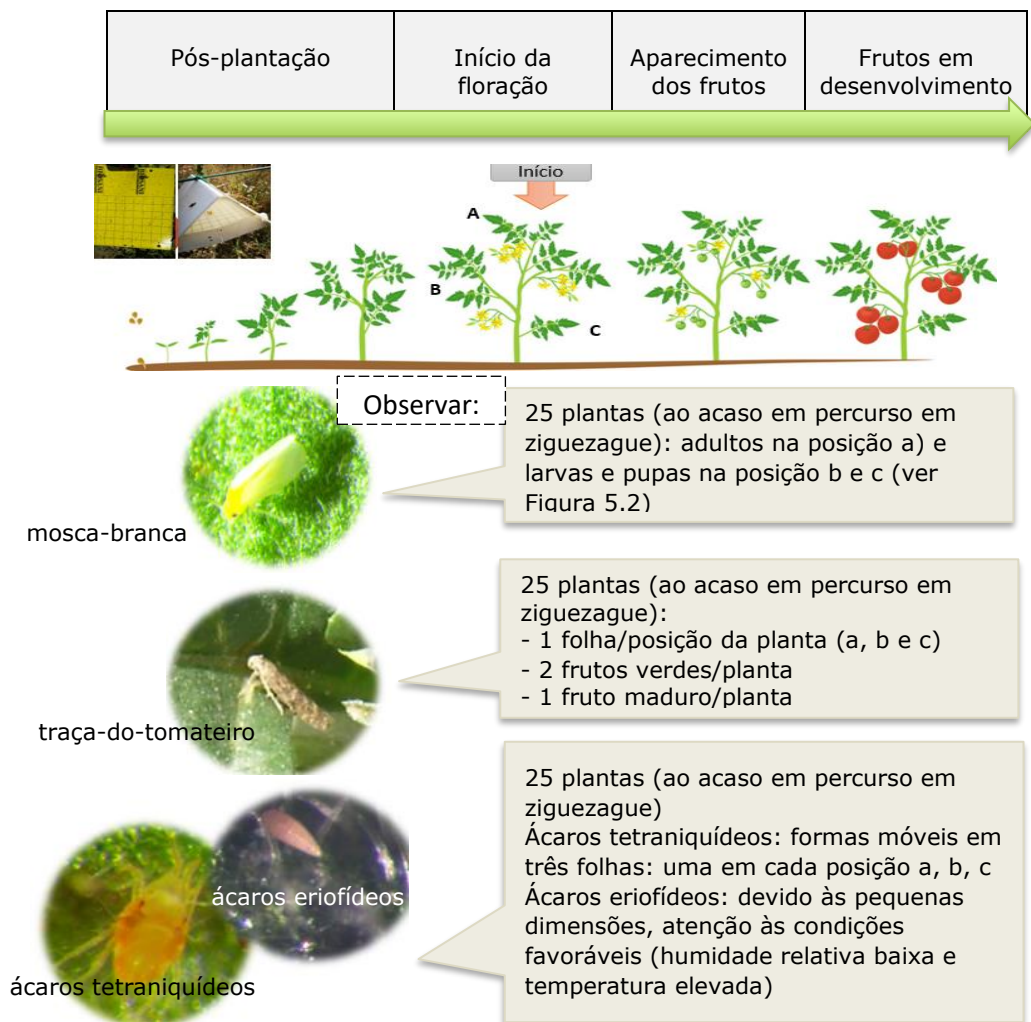 Pós-plantação
Início da
floração
Aparecimento
dos frutos
Frutos em
desenvolvimento
Início
A
B
C
Observar:
25 plantas (ao acaso em percurso em
ziguezague): adultos na posição a) e
larvas e pupas na posição b e c (ver
Figura 5.2)
mosca-branca
25 plantas (ao acaso em percurso em
ziguezague):
- 1 folha/posição da planta (a, b e c)
- 2 frutos verdes/planta
- 1 fruto maduro/planta
traça-do-tomateiro
25 plantas (ao acaso em percurso em
ziguezague)
Ácaros tetraniquídeos: formas móveis em
três folhas: uma em cada posição a, b, c
Ácaros eriofídeos: devido às pequenas
dimensões, atenção às condições
favoráveis (humidade relativa baixa e
temperatura elevada)
ácaros eriofídeos
ácaros tetraniquídeos